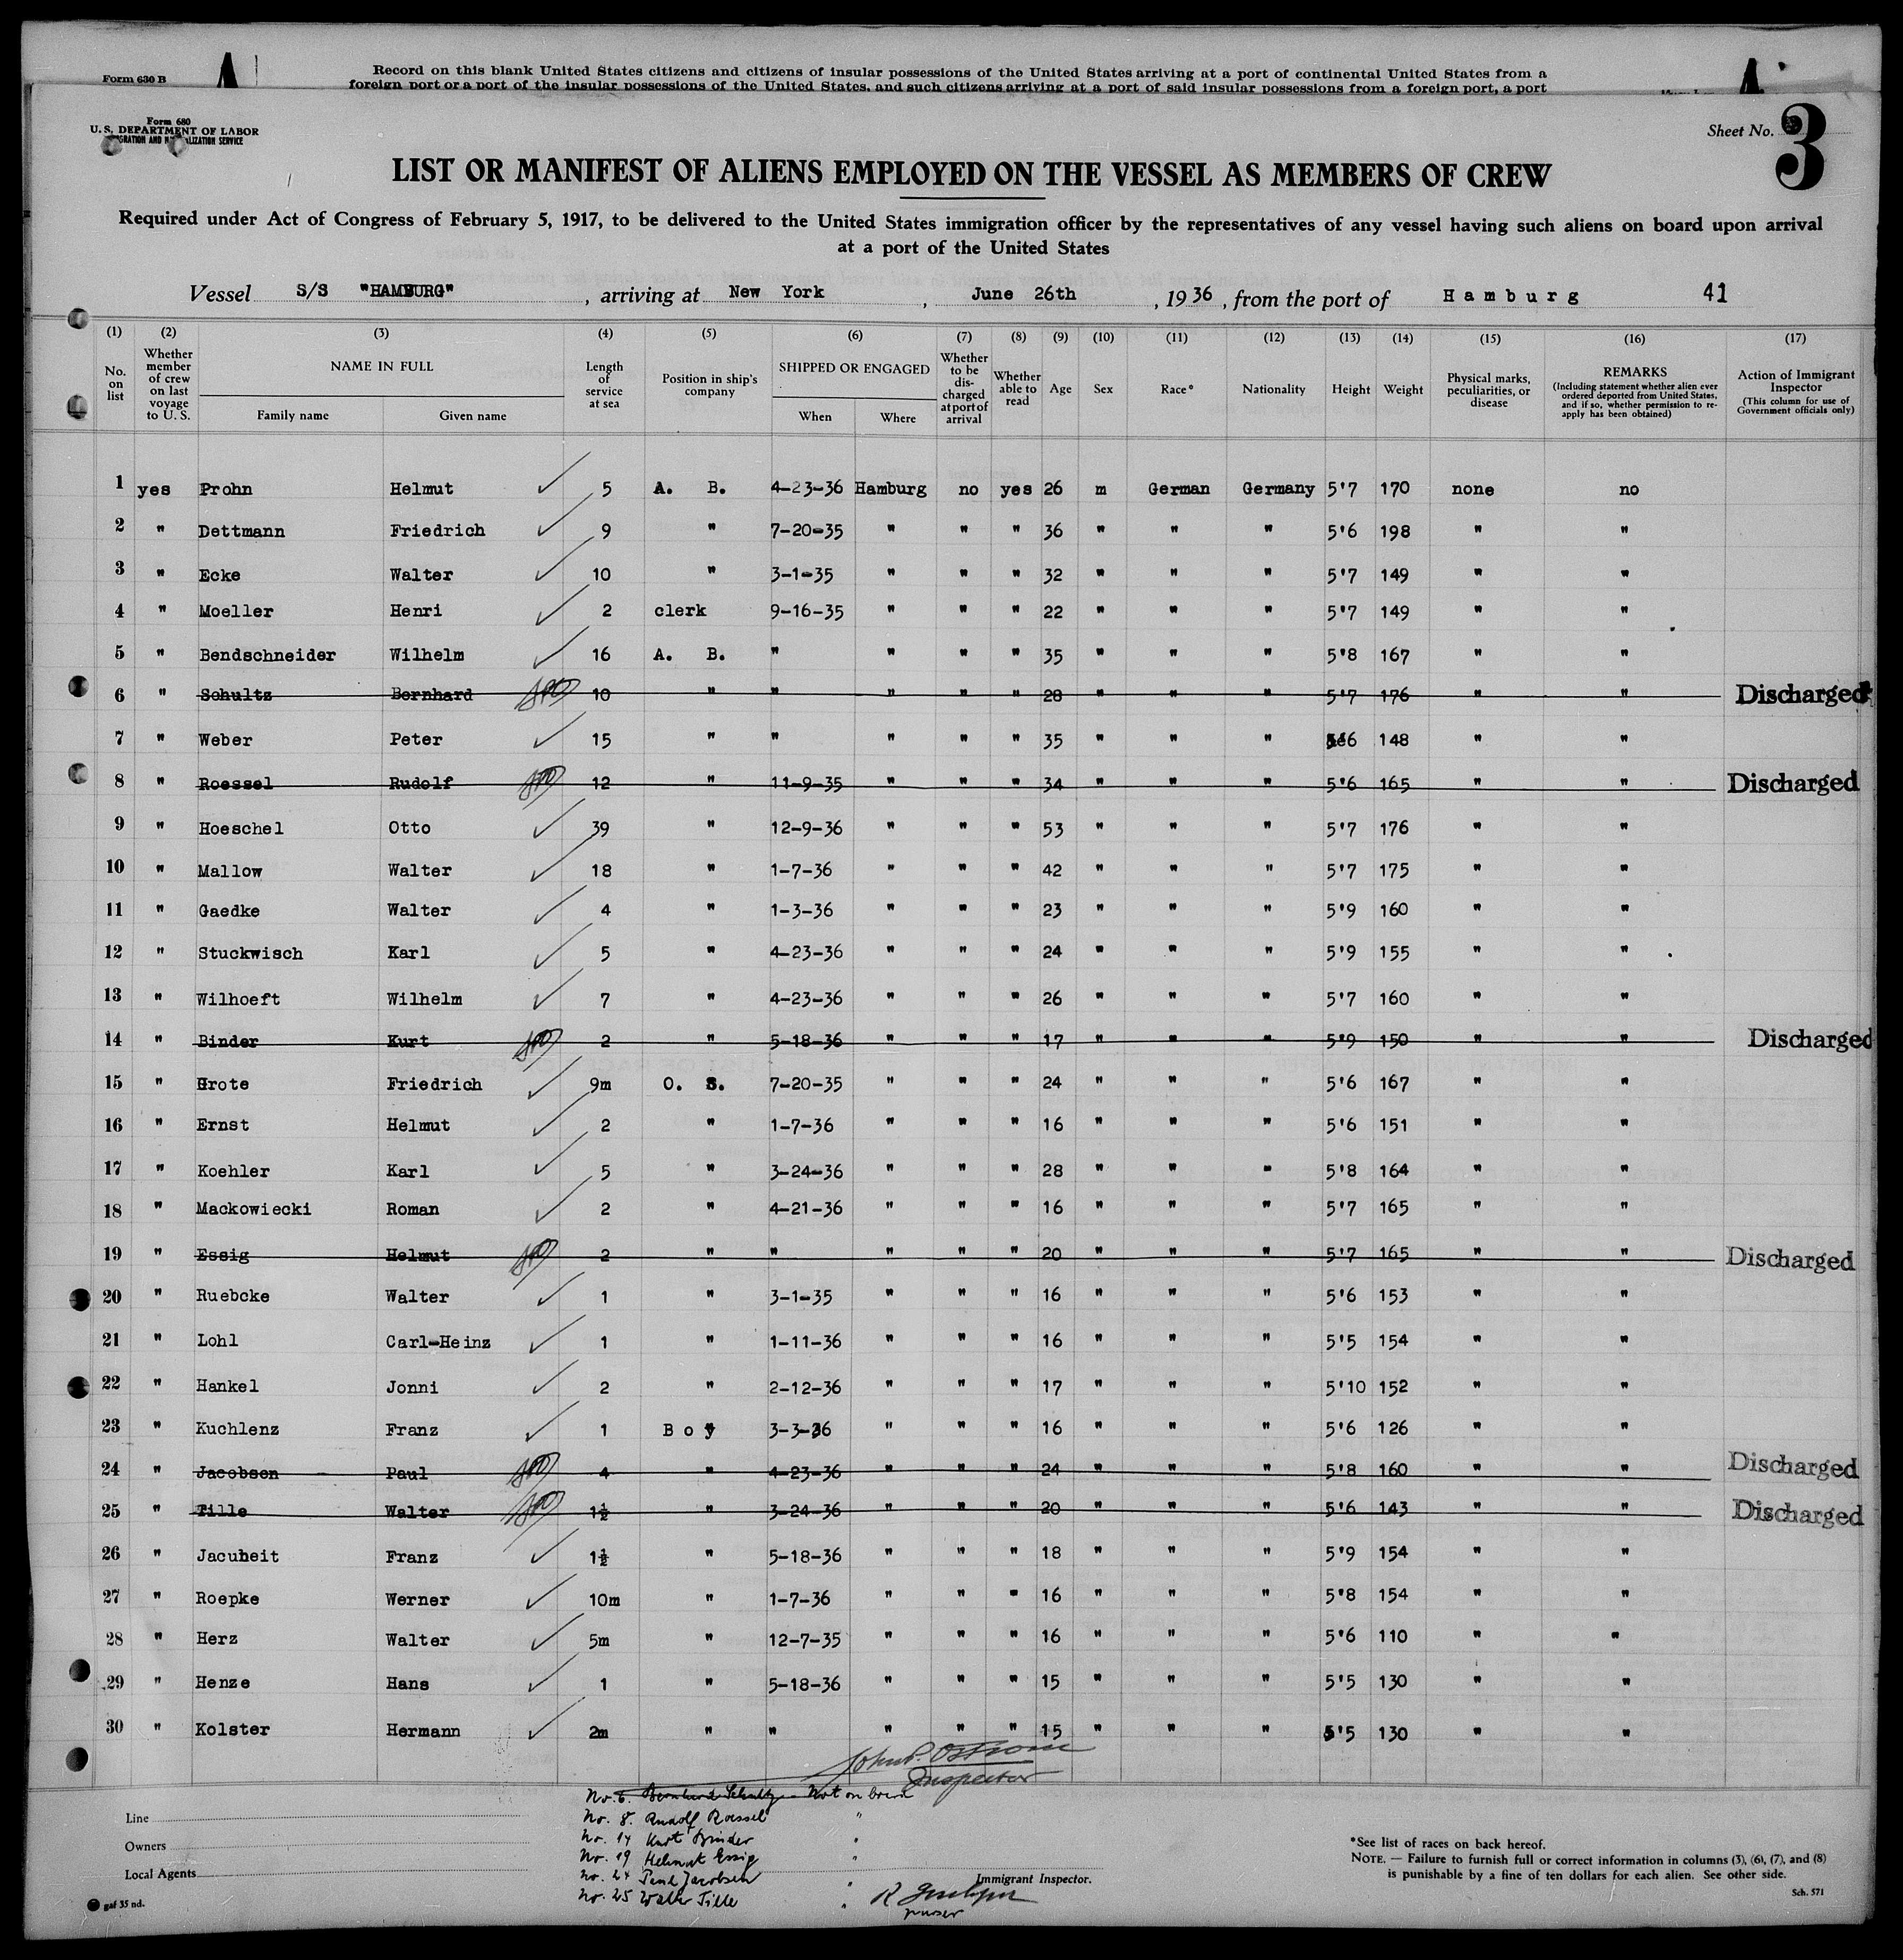 Form 630 B
Record on this blank United States citizens and citizens of insular possessions of the United States arriving at a port of continental United States from a
foreign port or a port of the insular possessions of the United States, and such citizens arriving at a port of said insular possessions from a foreign port, a port
Form 680
U. S. DEPARTMENT OF LABOR
IMMIGRATION AND NATURALIZATION SERVICE
Sheet No. 3
LIST OR MANIFEST OF ALIENS EMPLOYED ON THE VESSEL AS MEMBERS OF CREW
Required under Act of Congress of February 5, 1917, to be delivered to the United States immigration officer by the representatives of any vessel having such aliens on board upon arrival
at a port of the United States
Vessel S/S "HAMBURG", arriving at New York, June 26th, 1936, from the port of Hamburg 41
(1) (2) (3) (4) (5) (6) (7) (8) (9) (10) (11) (12) (13) (14) (15) (16) (17)
No. on list
Whether member of crew on last voyage to U. S.
NAME IN FULL
Family name Given name
Length of service at sea
Position in ship's company
SHIPPED OR ENGAGED
When Where
Whether to be discharged at port of arrival
Whether able to read
Age
Sex
Race*
Nationality
Height
Weight
Physical marks, peculiarities, or disease
REMARKS
(Including statement whether alien ever ordered deported from United States, and if so, whether permission to reapply has been obtained)
Action of Immigrant Inspector
(This column for use of Government officials only)
1 yes Prohn Helmut 5 A. B. 4-23-36 Hamburg no yes 26 m German Germany 5'7 170 none no
2 " Dettmann Friedrich 9 " 7-20-35 " " " 36 " " " 5'6 198 " "
3 " Ecke Walter 10 " 3-1-35 " " " 32 " " " 5'7 149 " "
4 " Moeller Henri 2 clerk 9-16-35 " " " 22 " " " 5'7 149 " "
5 " Bendschneider Wilhelm 16 A. B. " " " " 35 " " " 5'8 167 " "
6 " Schultz Bernhard 10 " " " " " 28 " " " 5'7 176 " " Discharged
7 " Weber Peter 15 " " " " " 35 " " " 5'6 148 " "
8 " Roessel Rudolf 12 " 11-9-35 " " " 34 " " " 5'6 165 " " Discharged
9 " Hoeschel Otto 39 " 12-9-36 " " " 53 " " " 5'7 176 " "
10 " Mallow Walter 18 " 1-7-36 " " " 42 " " " 5'7 175 " "
11 " Gaedke Walter 4 " 1-3-36 " " " 23 " " " 5'9 160 " "
12 " Stuckwisch Karl 5 " 4-23-36 " " " 24 " " " 5'9 155 " "
13 " Wilhoeft Wilhelm 7 " 4-23-36 " " " 26 " " " 5'7 160 " "
14 " Binder Kurt 2 " 5-18-36 " " " 17 " " " 5'9 150 " " Discharged
15 " Grote Friedrich 9m O. S. 7-20-35 " " " 24 " " " 5'6 167 " "
16 " Ernst Helmut 2 " 1-7-36 " " " 16 " " " 5'6 151 " "
17 " Koehler Karl 5 " 3-24-36 " " " 28 " " " 5'8 164 " "
18 " Mackowiecki Roman 2 " 4-21-36 " " " 16 " " " 5'7 165 " "
19 " Essig Helmut 2 " " " " " 20 " " " 5'7 165 " " Discharged
20 " Ruebcke Walter 1 " 3-1-35 " " " 16 " " " 5'6 153 " "
21 " Lohl Carl-Heinz 1 " 1-11-36 " " " 16 " " " 5'5 154 " "
22 " Hankel Jonni 2 " 2-12-36 " " " 17 " " " 5'10 152 " "
23 " Kuchlenz Franz 1 Boy 3-3-36 " " " 16 " " " 5'6 126 " "
24 " Jacobsen Paul 4 " 4-23-36 " " " 24 " " " 5'8 160 " " Discharged
25 " Tille Walter 1½ " 3-24-36 " " " 20 " " " 5'6 143 " " Discharged
26 " Jacuheit Franz 1½ " 5-18-36 " " " 18 " " " 5'9 154 " "
27 " Roepke Werner 10m " 1-7-36 " " " 16 " " " 5'8 154 " "
28 " Herz Walter 5m " 12-7-35 " " " 16 " " " 5'6 110 " "
29 " Henze Hans 1 " 5-18-36 " " " 15 " " " 5'5 130 " "
30 " Kolster Hermann 2m " " " " " 15 " " " 5'5 130 " "
John P. Ostrom
Inspector
No. 6. Bernhard Schultz Not on board
No. 8. Rudolf Roessel "
No. 14 Kurt Binder "
No. 19 Helmut Essig "
No. 24 Paul Jacobsen "
No. 25 Walter Tille "
Line
Owners
Local Agents
Immigrant Inspector.
purser
*See list of races on back hereof.
NOTE. — Failure to furnish full or correct information in columns (3), (6), (7), and (8)
is punishable by a fine of ten dollars for each alien. See other side.
gaf 35 nd.
Sch. 571